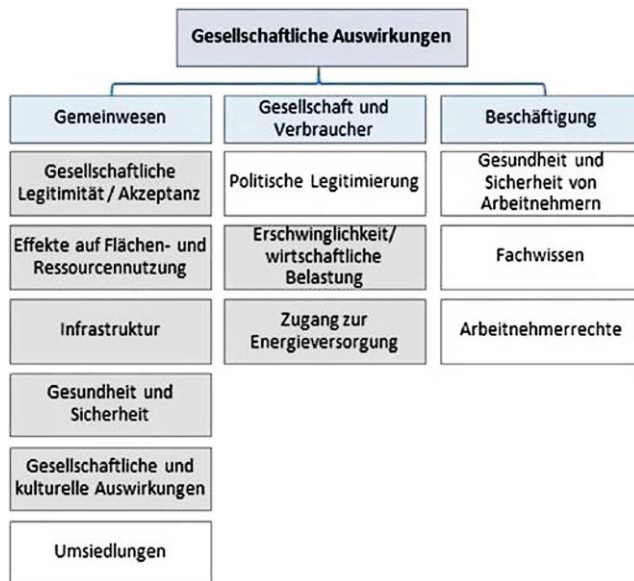 Gesellschaftliche Auswirkungen
Gemeinwesen
Gesellschaftliche
Legitimität / Akzeptanz
Effekte auf Flächen- und
Ressourcennutzung
Infrastruktur
Gesundheit und
Sicherheit
Gesellschaftliche und
kulturelle Auswirkungen
Umsiedlungen
Gesellschaft und
Verbraucher
Politische Legitimierung
Erschwinglichkeit/
wirtschaftliche
Belastung
Zugang zur
Energieversorgung
Beschäftigung
Gesundheit und
Sicherheit von
Arbeitnehmern
Fachwissen
Arbeitnehmerrechte